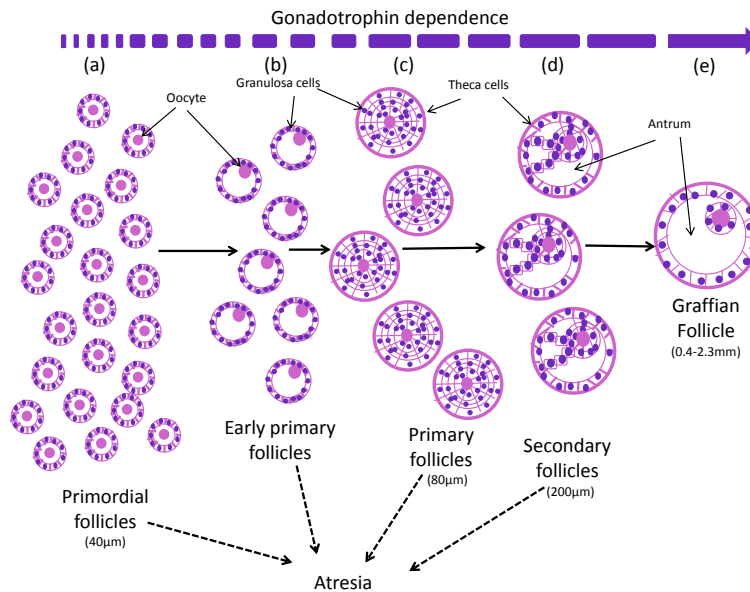 Gonadotrophin dependence
(a)
(b)
(c)
(d)
(e)
Oocyte
Granulosa cells
Theca cells
Antrum
Graffian
Follicle
(0.4-2.3mm)
Early primary
follicles
Primary
follicles
(80µm)
Secondary
follicles
(200µm)
Primordial
follicles
(40µm)
Atresia